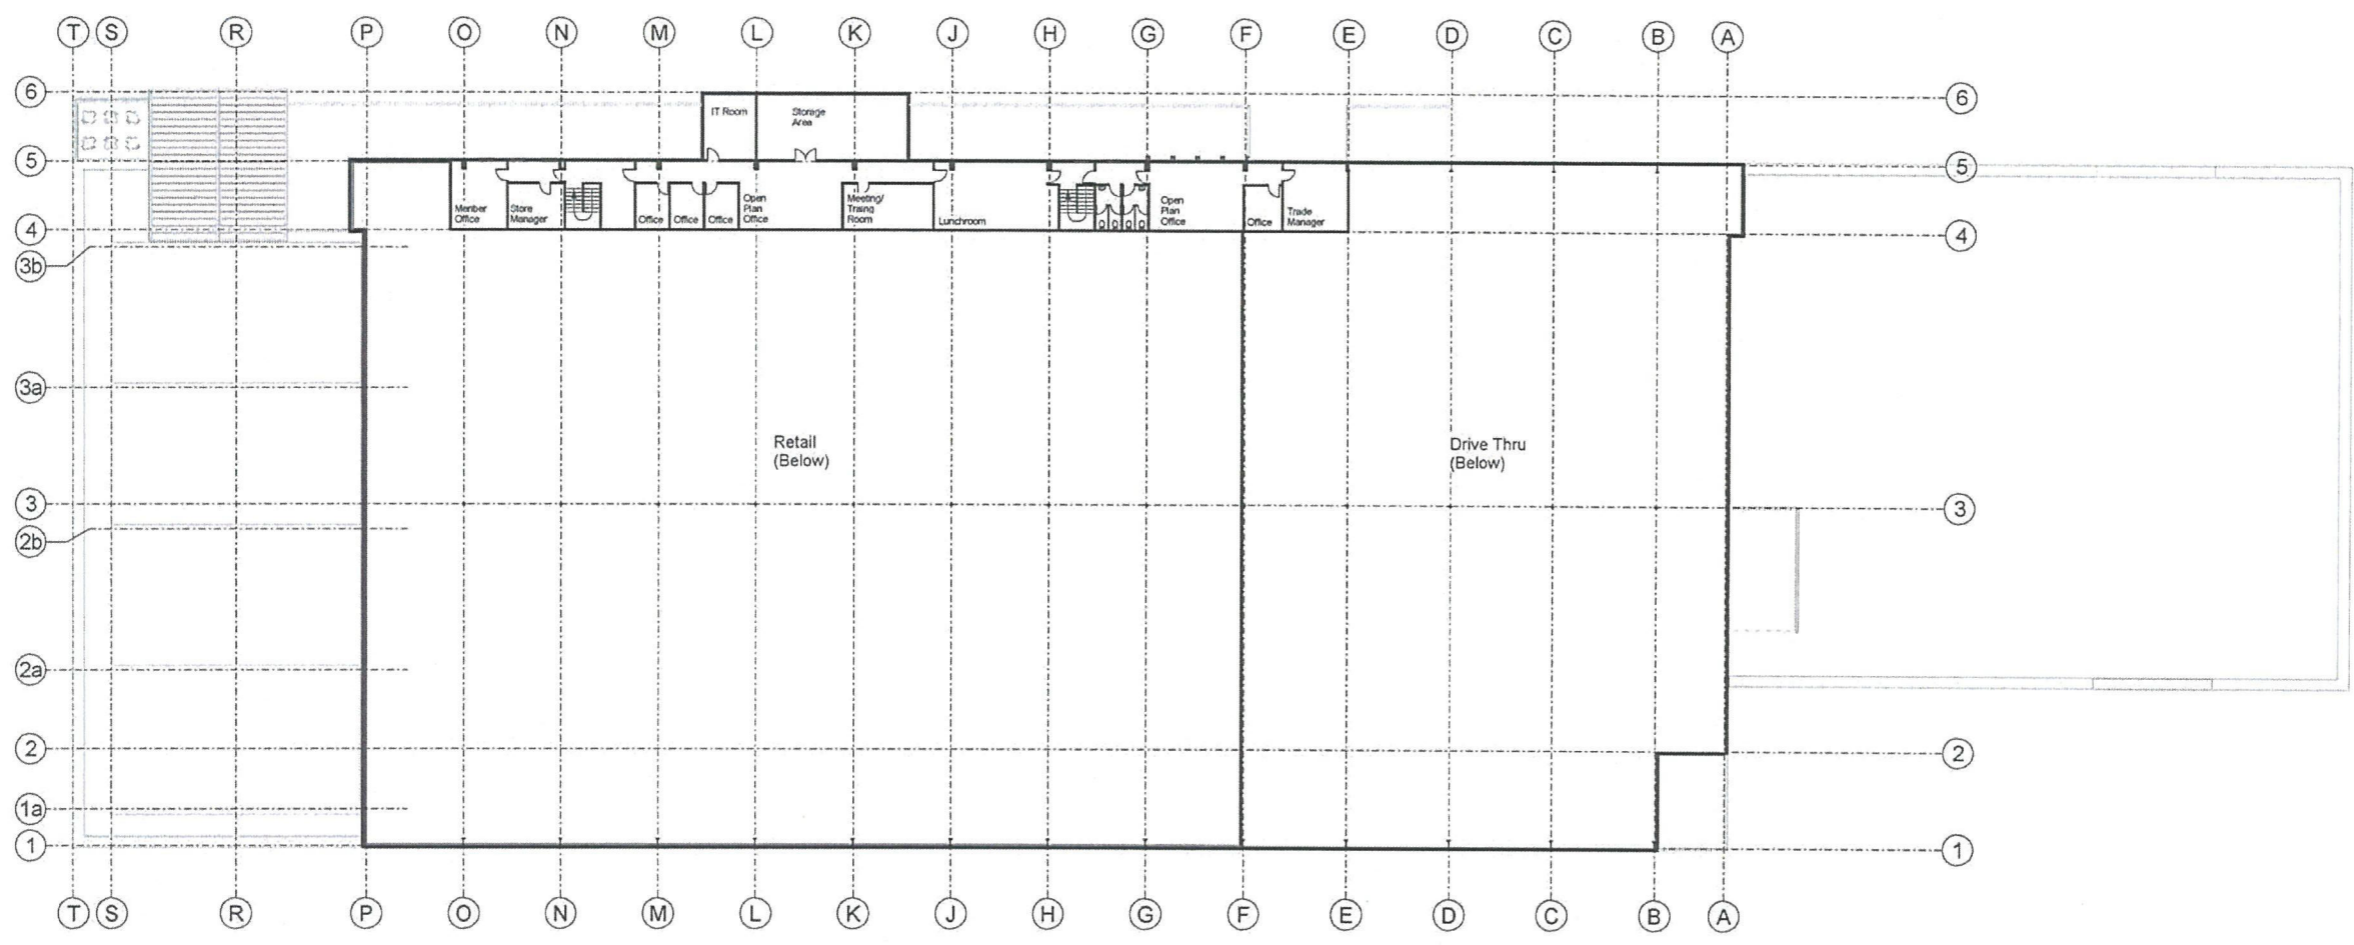 T S R P O N M L K J H G F E D C B A
6 6
IT Room Storage
Area
5 5
Member
Office
Store
Manager
Office Office Office
Open
Plan
Office
Meeting/
Traing
Room
Lunchroom
Open
Plan
Office
Office
Trade
Manager
4 4
3b
3a
Retail
(Below)
Drive Thru
(Below)
3 3
2b
2a
2 2
1a
1 1
T S R P O N M L K J H G F E D C B A